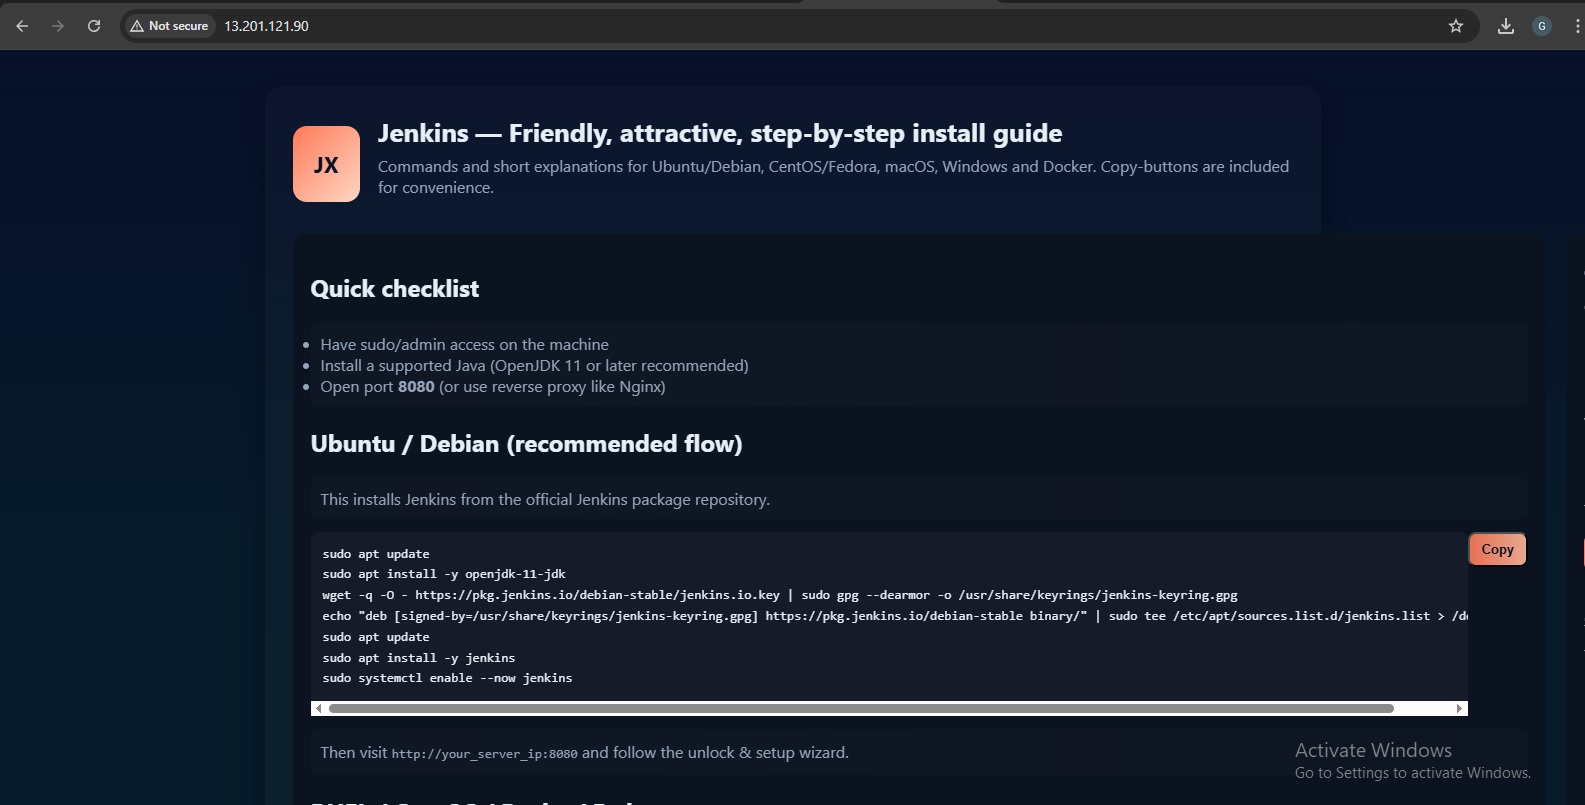 Not secure
13.201.121.90
G
JX
Jenkins — Friendly, attractive, step-by-step install guide
Commands and short explanations for Ubuntu/Debian, CentOS/Fedora, macOS, Windows and Docker. Copy-buttons are included
for convenience.
Quick checklist
Have sudo/admin access on the machine
Install a supported Java (OpenJDK 11 or later recommended)
Open port 8080 (or use reverse proxy like Nginx)
Ubuntu / Debian (recommended flow)
This installs Jenkins from the official Jenkins package repository.
Copy
sudo apt update
sudo apt install -y openjdk-11-jdk
wget -q -O - https://pkg.jenkins.io/debian-stable/jenkins.io.key | sudo gpg --dearmor -o /usr/share/keyrings/jenkins-keyring.gpg
echo "deb [signed-by=/usr/share/keyrings/jenkins-keyring.gpg] https://pkg.jenkins.io/debian-stable binary/" | sudo tee /etc/apt/sources.list.d/jenkins.list >
sudo apt update
sudo apt install -y jenkins
sudo systemctl enable --now jenkins
Then visit http://your_server_ip:8080 and follow the unlock & setup wizard.
Activate Windows
Go to Settings to activate Windows.